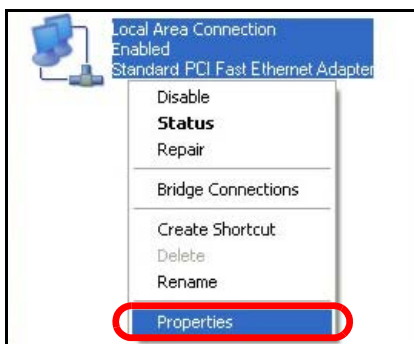 Local Area Connection
Enabled
Standard PCI Fast Ethernet Adapter
Disable
Status
Repair
Bridge Connections
Create Shortcut
Delete
Rename
Properties